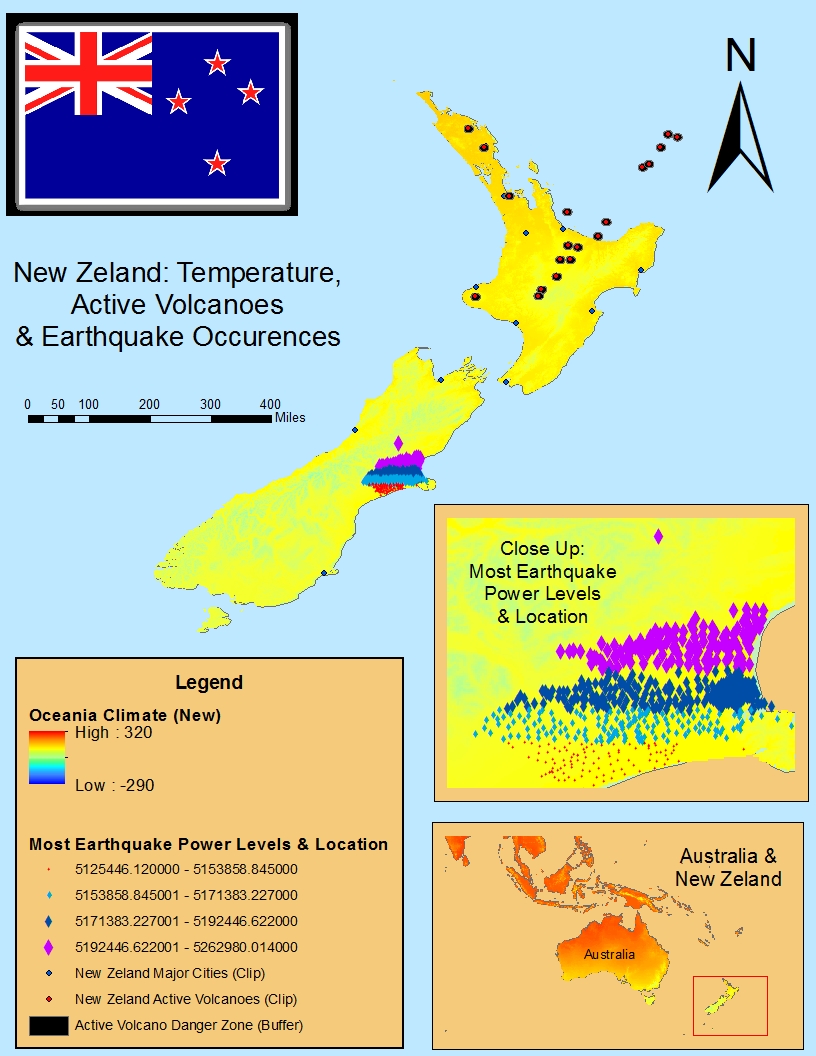 N
New Zeland: Temperature,
Active Volcanoes
& Earthquake Occurences
0 50 100 200 300 400
Miles
Close Up:
Most Earthquake
Power Levels
& Location
Legend
Oceania Climate (New)
High : 320
Low : -290
Most Earthquake Power Levels & Location
5125446.120000 - 5153858.845000
5153858.845001 - 5171383.227000
5171383.227001 - 5192446.622000
5192446.622001 - 5262980.014000
New Zeland Major Cities (Clip)
New Zeland Active Volcanoes (Clip)
Active Volcano Danger Zone (Buffer)
Australia &
New Zeland
Australia